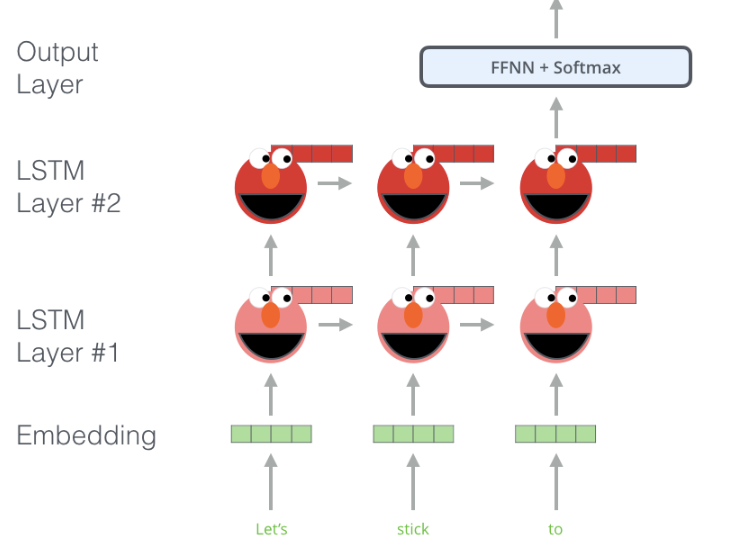 Output
Layer
FFNN + Softmax
LSTM
Layer #2
LSTM
Layer #1
Embedding
Let's
stick
to